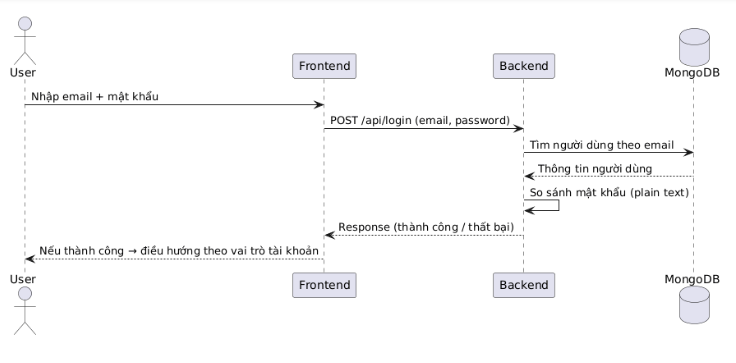 User
Frontend
Backend
MongoDB
Nhập email + mật khẩu
POST /api/login (email, password)
Tìm người dùng theo email
Thông tin người dùng
So sánh mật khẩu (plain text)
Response (thành công / thất bại)
Nếu thành công → điều hướng theo vai trò tài khoản
User
Frontend
Backend
MongoDB